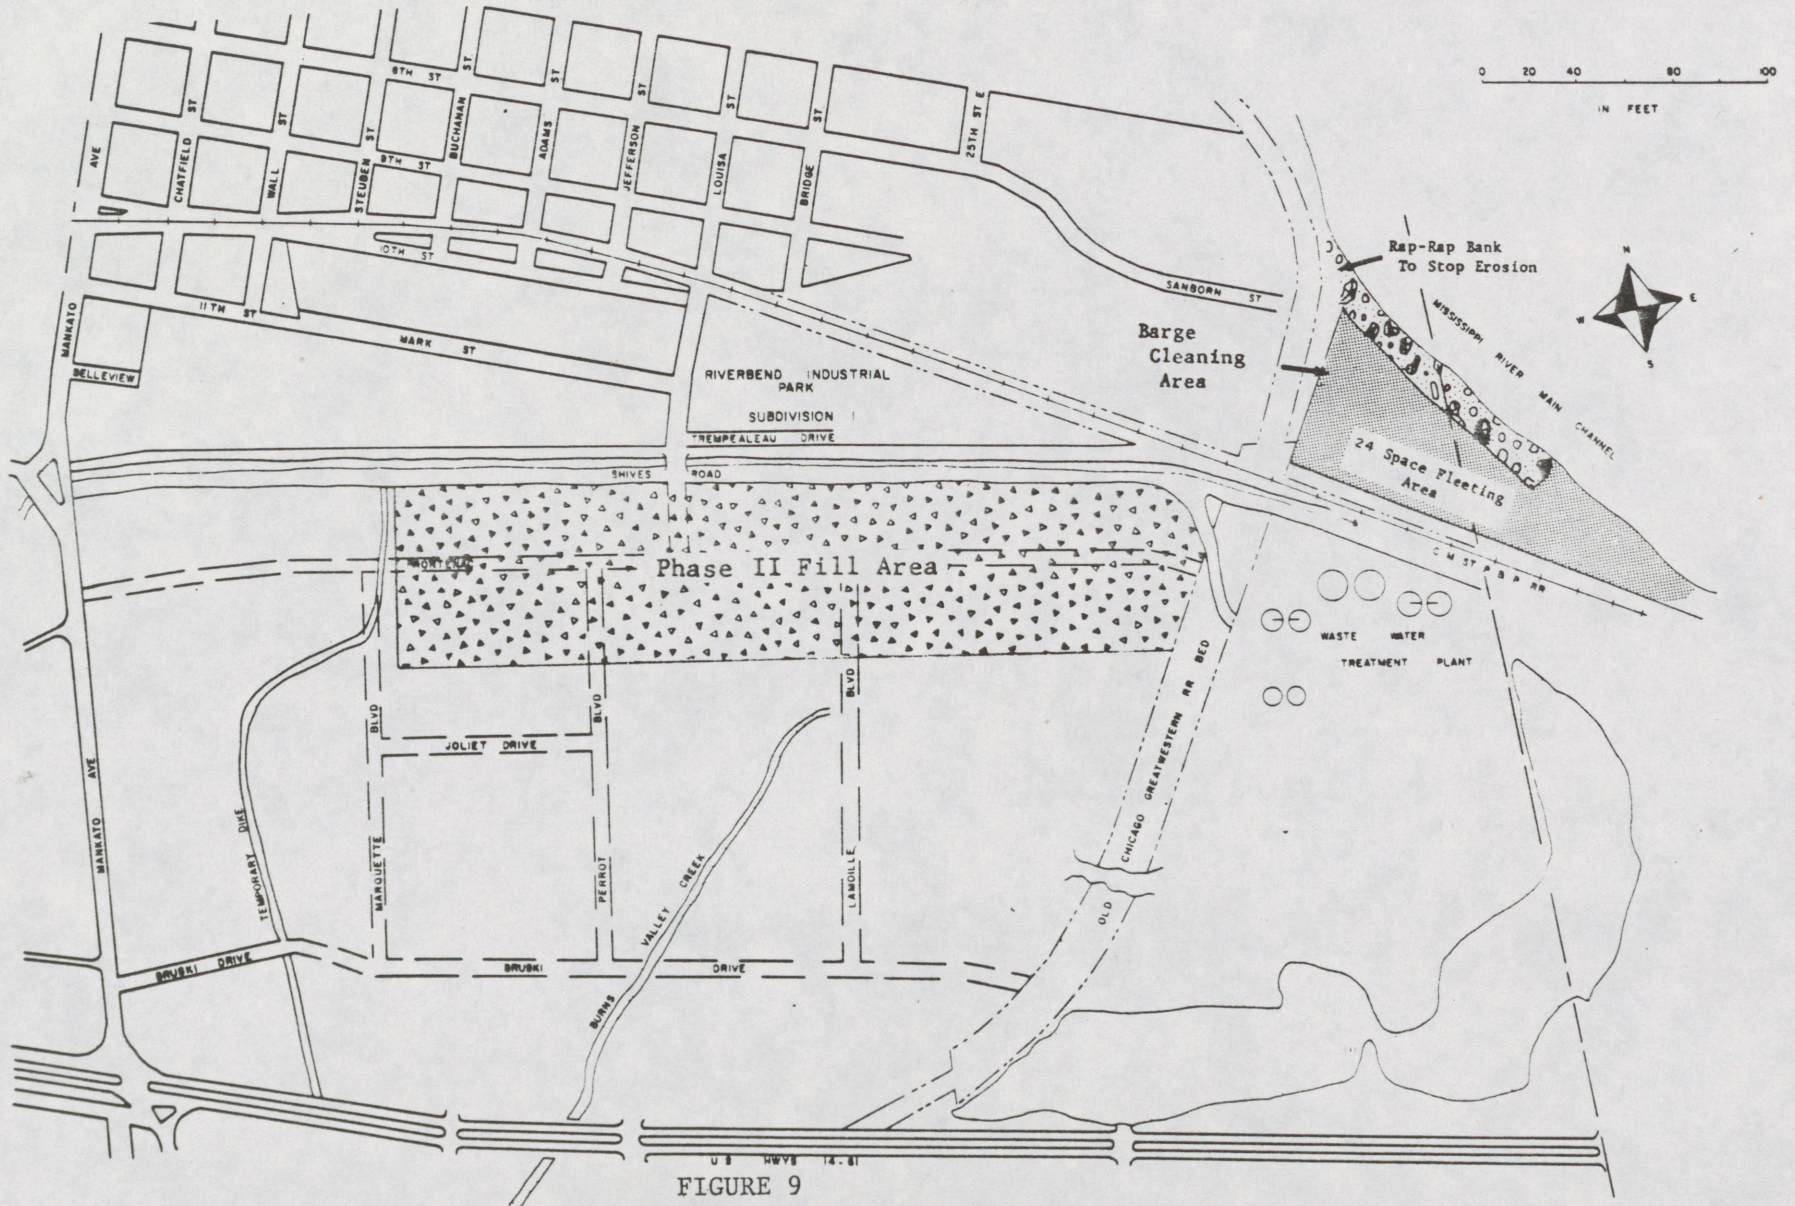 0 20 40 80 100
IN FEET
8TH ST
ST
ST
ST
ST
ST
ST
ST
ST
25TH ST E
AVE
CHATFIELD
WALL
STEUBEN
9TH ST
BUCHANAN
ADAMS
JEFFERSON
LOUISA
BRIDGE
10TH ST
11TH ST
MARK ST
MANKATO
BELLEVIEW
SANBORN ST
Rap-Rap Bank
To Stop Erosion
N
E
W
S
MISSISSIPPI RIVER MAIN CHANNEL
Barge
Cleaning
Area
RIVERBEND INDUSTRIAL
PARK
SUBDIVISION I
TREMPEALEAU DRIVE
SHIVES ROAD
24 Space Fleeting
Area
C M ST P & P RR
Phase II Fill Area
WASTE WATER
TREATMENT PLANT
BLVD
BLVD
BLVD
JOLIET DRIVE
MANKATO AVE
TEMPORARY DIKE
MARQUETTE
PERROT
VALLEY CREEK
BURNS
LAMOILLE
CHICAGO GREATWESTERN RR BED
OLD
BRUSKI DRIVE
BRUSKI DRIVE
U S HWYS 14-61
FIGURE 9